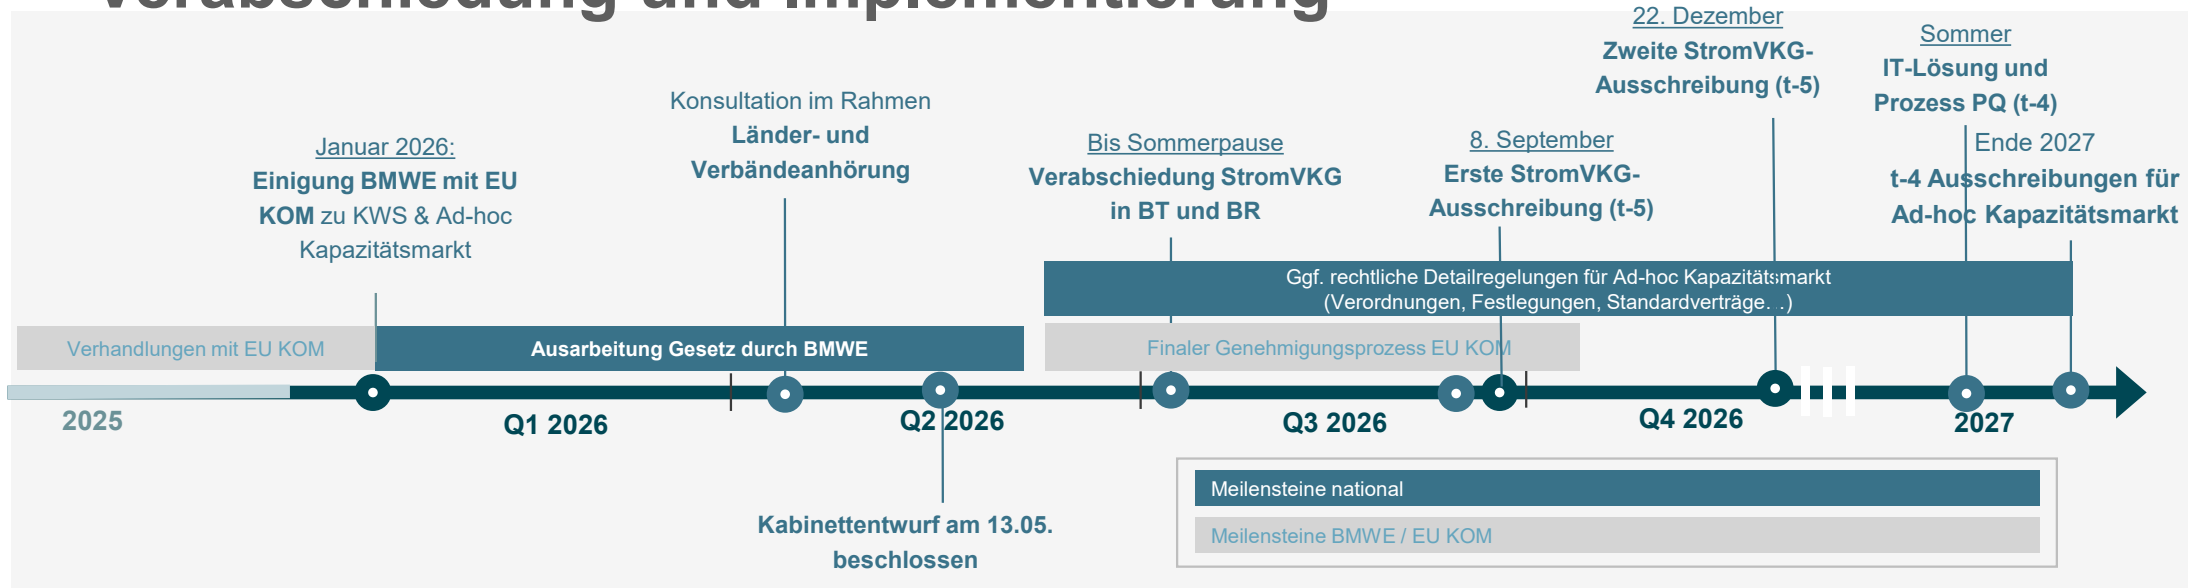 Verabschiedung und Implementierung
22. Dezember
Zweite StromVKG-
Ausschreibung (t-5)
Sommer
IT-Lösung und
Prozess PQ (t-4)
Konsultation im Rahmen
Länder- und
Verbändeanhörung
Januar 2026:
Einigung BMWE mit EU
KOM zu KWS & Ad-hoc
Kapazitätsmarkt
Bis Sommerpause
Verabschiedung StromVKG
in BT und BR
8. September
Erste StromVKG-
Ausschreibung (t-5)
Ende 2027
t-4 Ausschreibungen für
Ad-hoc Kapazitätsmarkt
Ggf. rechtliche Detailregelungen für Ad-hoc Kapazitätsmarkt
(Verordnungen, Festlegungen, Standardverträge…)
Verhandlungen mit EU KOM
Ausarbeitung Gesetz durch BMWE
Finaler Genehmigungsprozess EU KOM
2025
Q1 2026
Q2 2026
Q3 2026
Q4 2026
2027
Kabinettentwurf am 13.05.
beschlossen
Meilensteine national
Meilensteine BMWE / EU KOM